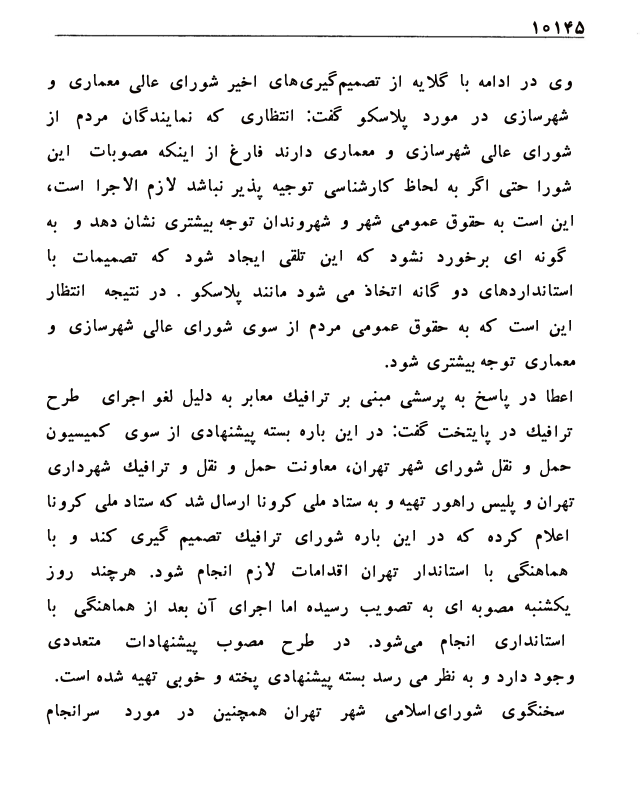 ۱۰۱۴۵
وی در ادامه با گلایه از تصمیم‌گیری‌های اخیر شورای عالی معماری و
شهرسازی در مورد پلاسکو گفت: انتظاری که نمایندگان مردم از
شورای عالی شهرسازی و معماری دارند فارغ از اینکه مصوبات این
شورا حتی اگر به لحاظ کارشناسی توجیه پذیر نباشد لازم الاجرا است،
این است به حقوق عمومی شهر و شهروندان توجه بیشتری نشان دهد و به
گونه ای برخورد نشود که این تلقی ایجاد شود که تصمیمات با
استانداردهای دو گانه اتخاذ می شود مانند پلاسکو . در نتیجه انتظار
این است که به حقوق عمومی مردم از سوی شورای عالی شهرسازی و
معماری توجه بیشتری شود.
اعطا در پاسخ به پرسشی مبنی بر ترافیك معابر به دلیل لغو اجرای طرح
ترافیك در پایتخت گفت: در این باره بسته پیشنهادی از سوی کمیسیون
حمل و نقل شورای شهر تهران، معاونت حمل و نقل و ترافیك شهرداری
تهران و پلیس راهور تهیه و به ستاد ملی کرونا ارسال شد که ستاد ملی کرونا
اعلام کرده که در این باره شورای ترافیك تصمیم گیری کند و با
هماهنگی با استاندار تهران اقدامات لازم انجام شود. هرچند روز
یکشنبه مصوبه ای به تصویب رسیده اما اجرای آن بعد از هماهنگی با
استانداری انجام می‌شود. در طرح مصوب پیشنهادات متعددی
وجود دارد و به نظر می رسد بسته پیشنهادی پخته و خوبی تهیه شده است.
سخنگوی شورای‌اسلامی شهر تهران همچنین در مورد سرانجام